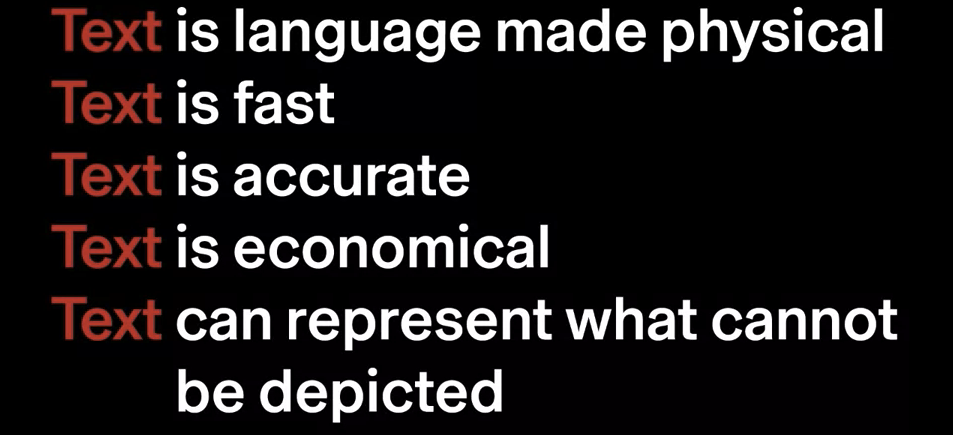 Text is language made physical
Text is fast
Text is accurate
Text is economical
Text can represent what cannot
be depicted